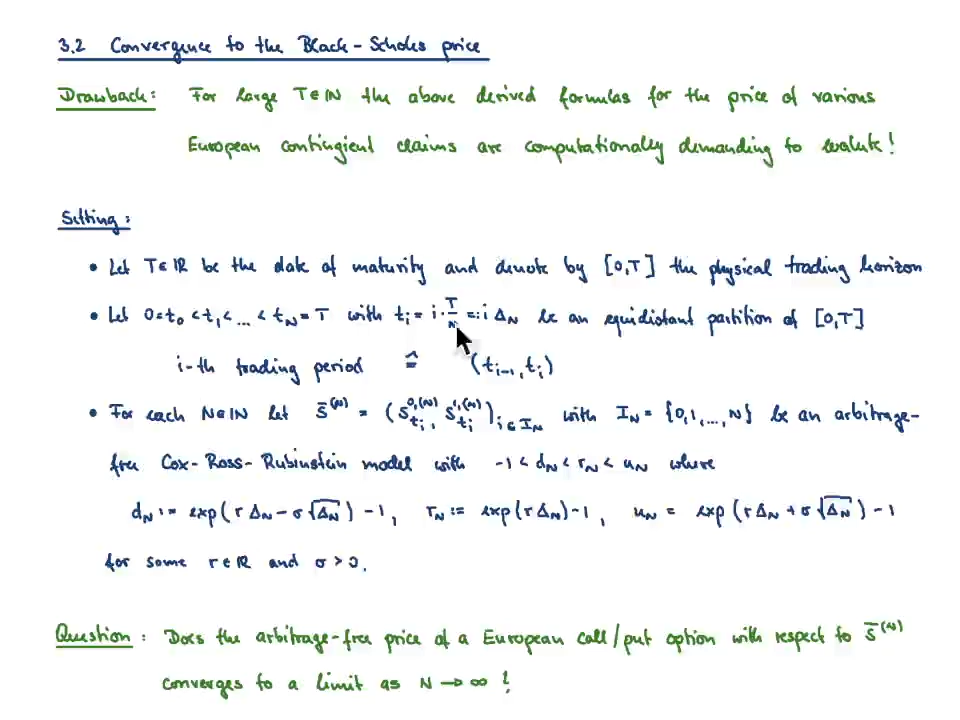 3.2 Convergence to the Black-Scholes price
Drawback: For large T∈ℕ the above derived formulas for the price of various
European contingient claims are computationally demanding to evalute!
Setting:
• Let T∈ℝ be the date of maturity and denote by [0,T] the physical trading horizon
• Let 0=t₀<t₁<...<t_N=T with tᵢ=i·T/N=:iΔ_N be an equidistant partition of [0,T]
i-th trading period ≙ (tᵢ₋₁,tᵢ)
• For each N∈ℕ let S̄^(N) = (S_{tᵢ}^{0,(N)}, S_{tᵢ}^{1,(N)})_{i∈I_N} with I_N={0,1,...,N} be an arbitrage-
free Cox-Ross-Rubinstein model with -1<d_N<r_N<u_N where
d_N := exp(rΔ_N-σ√Δ_N)-1, r_N := exp(rΔ_N)-1, u_N = exp(rΔ_N+σ√Δ_N)-1
for some r∈ℝ and σ>0.
Question: Does the arbitrage-free price of a European call/put option with respect to S̄^(N)
converges to a limit as N→∞?